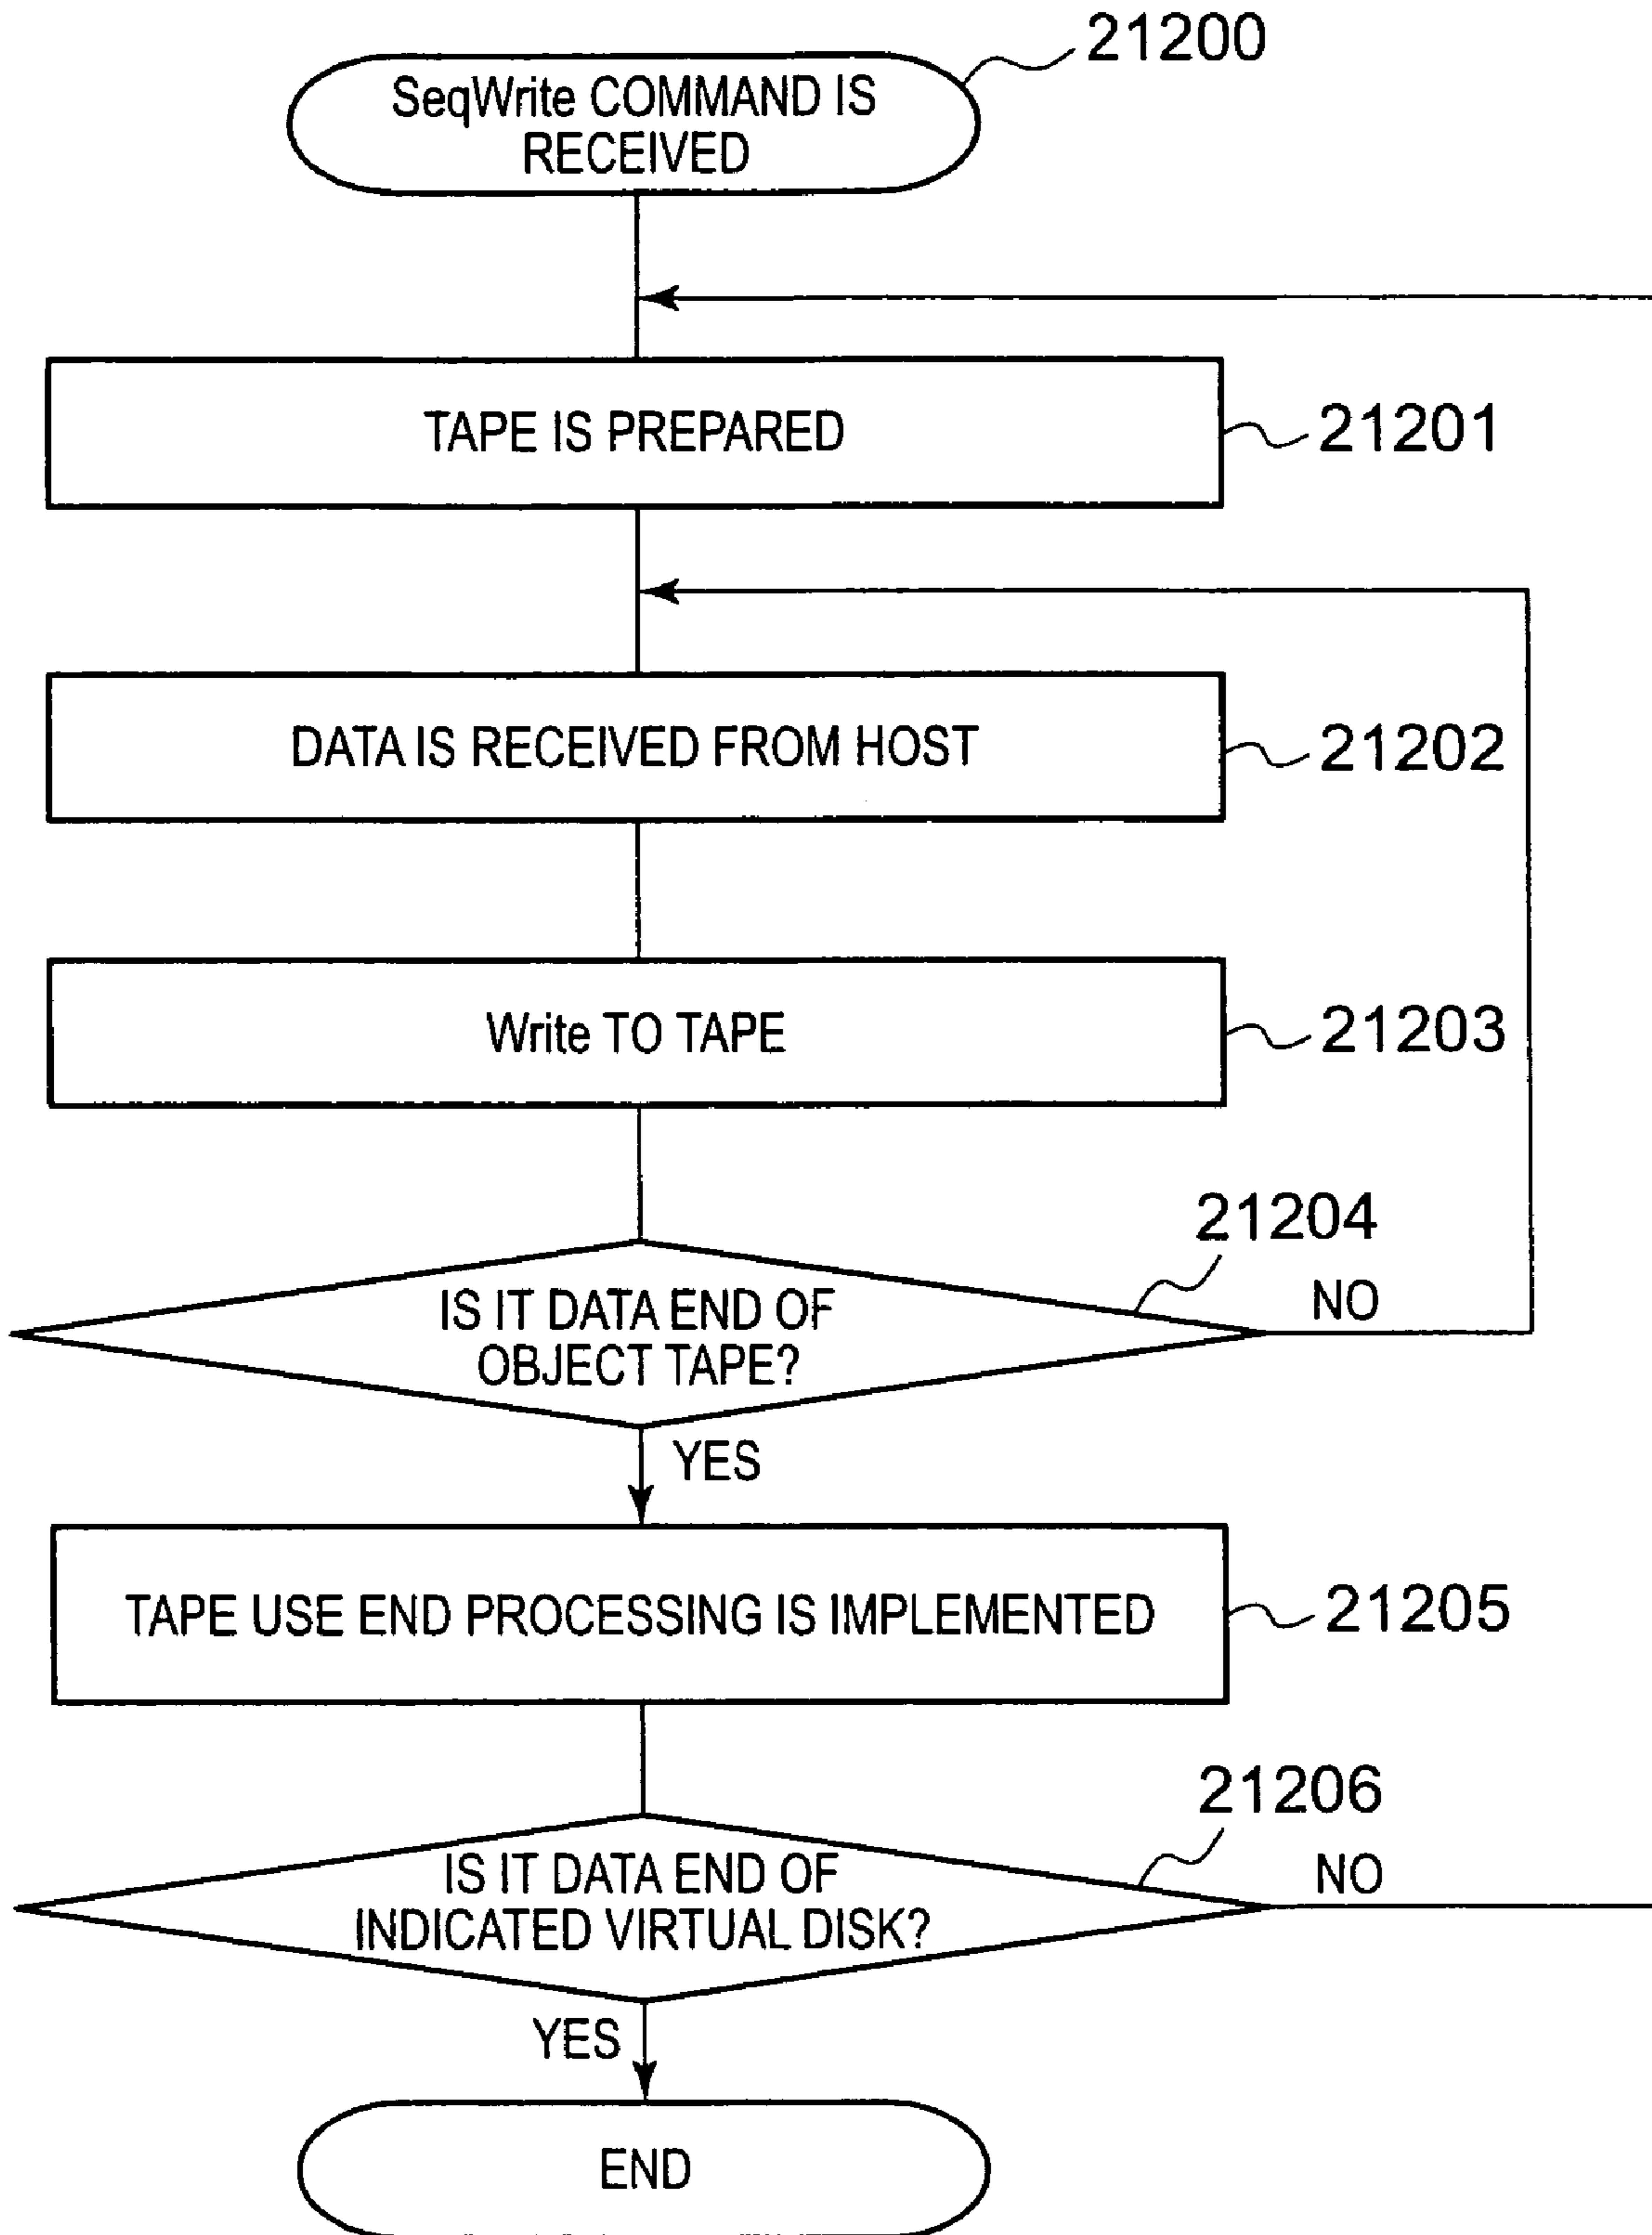 21200
SeqWrite COMMAND IS
RECEIVED
TAPE IS PREPARED
21201
DATA IS RECEIVED FROM HOST
21202
Write TO TAPE
21203
21204
IS IT DATA END OF
OBJECT TAPE?
NO
YES
TAPE USE END PROCESSING IS IMPLEMENTED
21205
21206
IS IT DATA END OF
INDICATED VIRTUAL DISK?
NO
YES
END